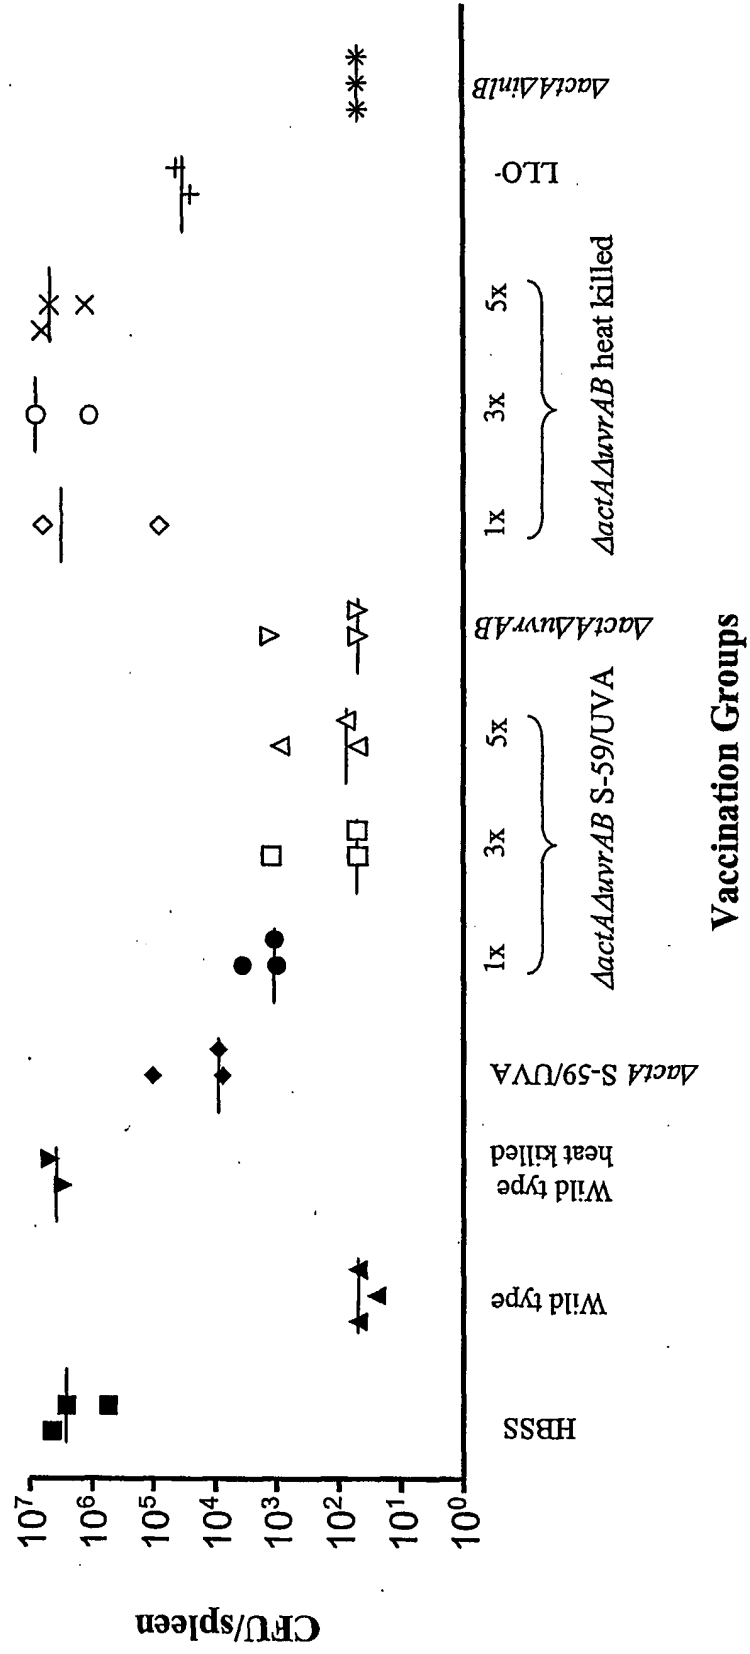 CFU/spleen
10⁷
10⁶
10⁵
10⁴
10³
10²
10¹
10⁰
HBSS
Wild type
Wild type
heat killed
ΔactA S-59/UVA
1x
3x
5x
ΔactAΔuvrAB S-59/UVA
ΔactAΔuvrAB
1x
3x
5x
ΔactAΔuvrAB heat killed
LLO-
ΔactAΔinlB
Vaccination Groups